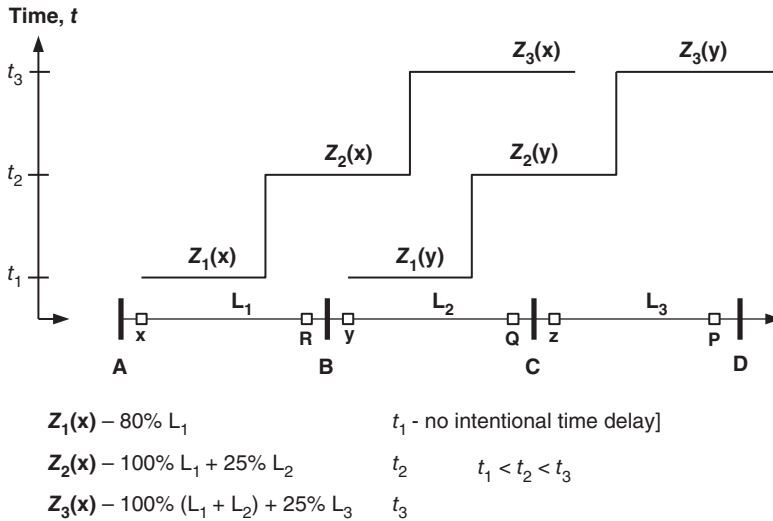 Time, t
Z₃(x) Z₃(y)
t₃
Z₂(x) Z₂(y)
t₂
Z₁(x) Z₁(y)
t₁
L₁ L₂ L₃
x R y Q z P
A B C D
Z₁(x) – 80% L₁ t₁ - no intentional time delay]
Z₂(x) – 100% L₁ + 25% L₂ t₂ t₁ < t₂ < t₃
Z₃(x) – 100% (L₁ + L₂) + 25% L₃ t₃